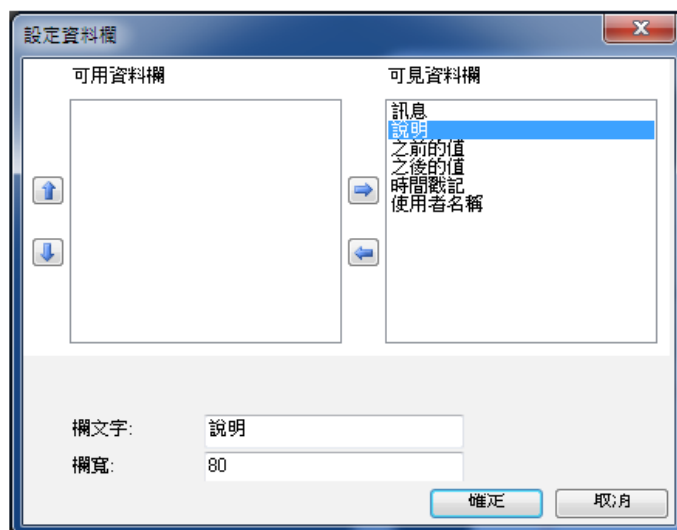 設定資料欄
可用資料欄
可見資料欄
訊息
說明
之前的值
之後的值
時間戳記
使用者名稱
欄文字:
說明
欄寬:
80
確定
取消